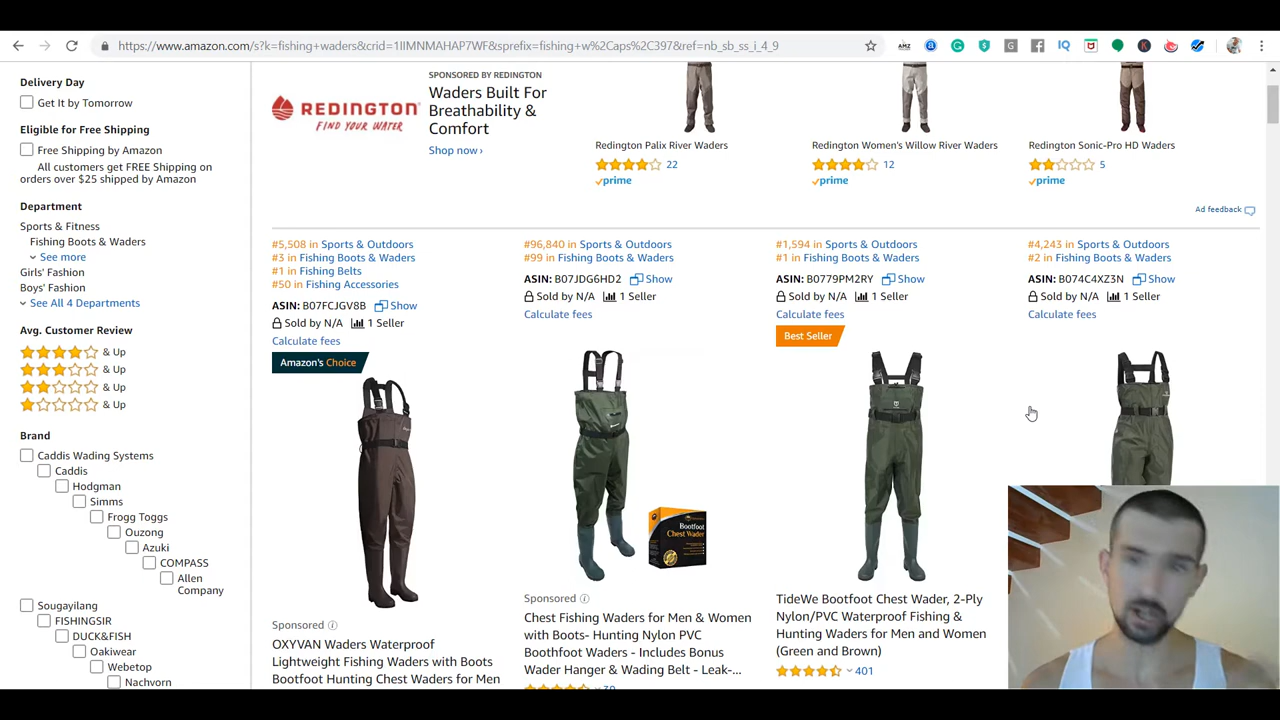 https://www.amazon.com/s?k=fishing+waders&crid=1IIMNMAHAP7WF&sprefix=fishing+w%2Caps%2C397&ref=nb_sb_ss_i_4_9
Delivery Day
Get It by Tomorrow
Eligible for Free Shipping
Free Shipping by Amazon
All customers get FREE Shipping on
orders over $25 shipped by Amazon
Department
Sports & Fitness
Fishing Boots & Waders
See more
Girls' Fashion
Boys' Fashion
See All 4 Departments
Avg. Customer Review
& Up
& Up
& Up
& Up
Brand
Caddis Wading Systems
Caddis
Hodgman
Simms
Frogg Toggs
Ouzong
Azuki
COMPASS
Allen
Company
Sougayilang
FISHINGSIR
DUCK&FISH
Oakiwear
Webetop
Nachvorn
REDINGTON
FIND YOUR WATER
SPONSORED BY REDINGTON
Waders Built For
Breathability &
Comfort
Shop now ›
Redington Palix River Waders
22
prime
Redington Women's Willow River Waders
12
prime
Redington Sonic-Pro HD Waders
5
prime
Ad feedback
#5,508 in Sports & Outdoors
#3 in Fishing Boots & Waders
#1 in Fishing Belts
#50 in Fishing Accessories
ASIN: B07FCJGV8B Show
Sold by N/A 1 Seller
Calculate fees
Amazon's Choice
Sponsored
OXYVAN Waders Waterproof
Lightweight Fishing Waders with Boots
Bootfoot Hunting Chest Waders for Men
#96,840 in Sports & Outdoors
#99 in Fishing Boots & Waders
ASIN: B07JDG6HD2 Show
Sold by N/A 1 Seller
Calculate fees
Bootfoot
Chest Wader
Sponsored
Chest Fishing Waders for Men & Women
with Boots- Hunting Nylon PVC
Boothfoot Waders - Includes Bonus
Wader Hanger & Wading Belt - Leak-...
#1,594 in Sports & Outdoors
#1 in Fishing Boots & Waders
ASIN: B0779PM2RY Show
Sold by N/A 1 Seller
Calculate fees
Best Seller
TideWe Bootfoot Chest Wader, 2-Ply
Nylon/PVC Waterproof Fishing &
Hunting Waders for Men and Women
(Green and Brown)
401
#4,243 in Sports & Outdoors
#2 in Fishing Boots & Waders
ASIN: B074C4XZ3N Show
Sold by N/A 1 Seller
Calculate fees